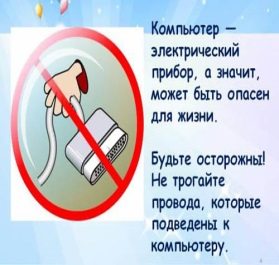 Компьютер —
электрический
прибор, а значит,
может быть опасен
для жизни.
Будьте осторожны!
Не трогайте
провода, которые
подведены к
компьютеру.